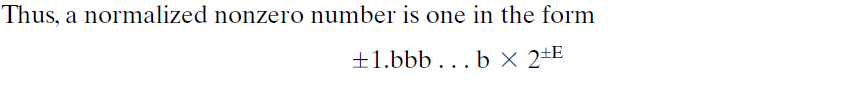 Thus, a normalized nonzero number is one in the form
±1.bbb . . . b × 2±E